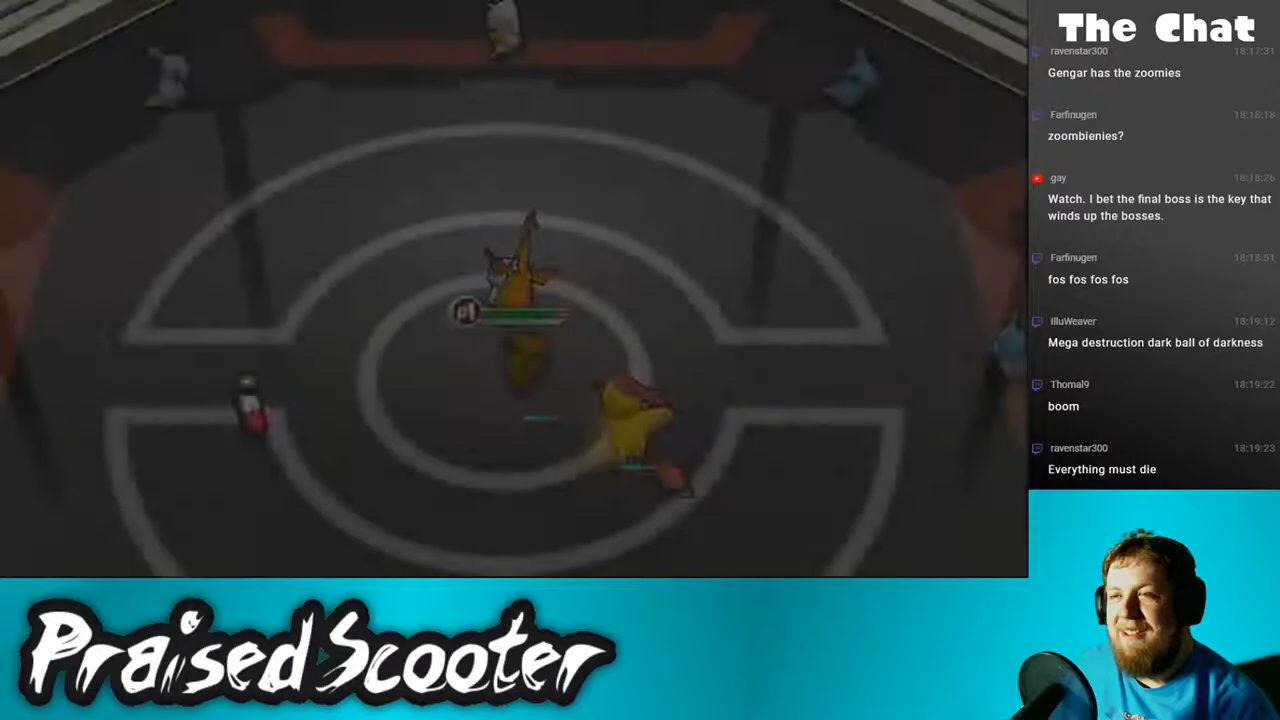 The Chat
ravenstar300 18:17:31
Gengar has the zoomies
Farfinugen 18:18:18
zoombienies?
gay 18:18:26
Watch. I bet the final boss is the key that
winds up the bosses.
Farfinugen 18:18:51
fos fos fos fos
IlluWeaver 18:19:12
Mega destruction dark ball of darkness
Thomal9 18:19:22
boom
ravenstar300 18:19:23
Everything must die
P1
PraisedScooter